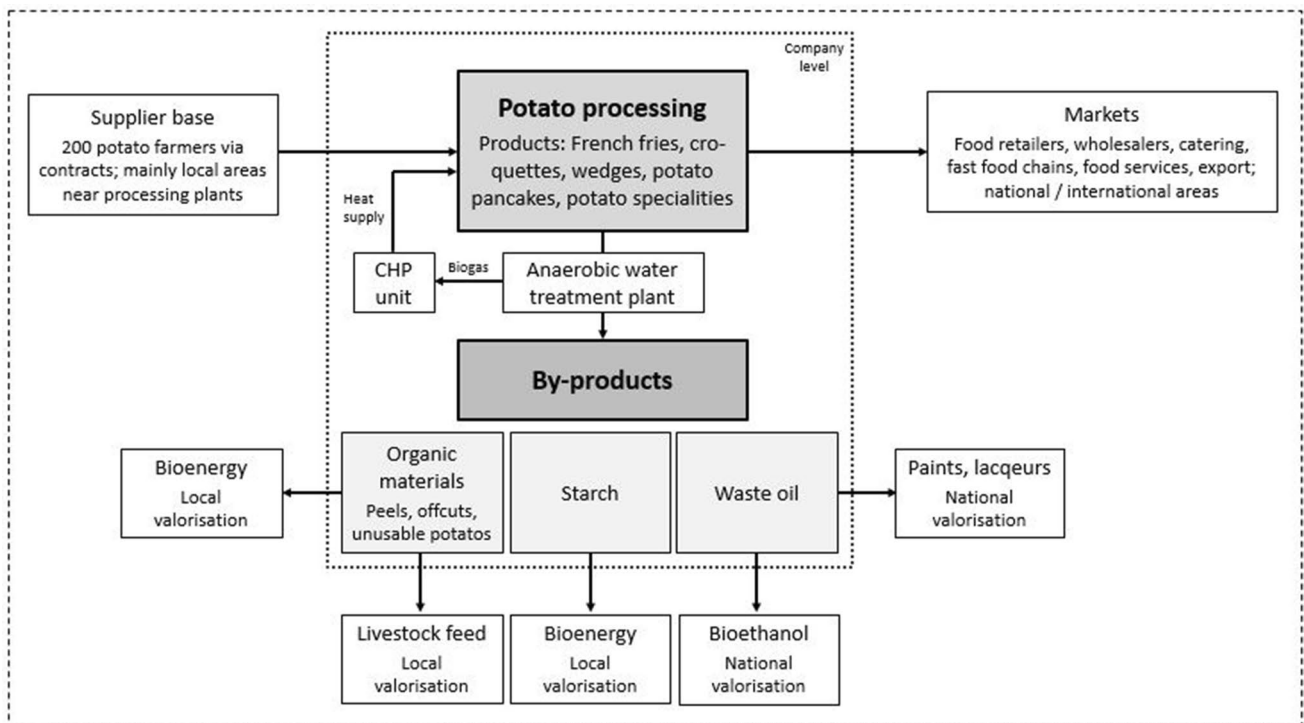 Company
level
Supplier base
200 potato farmers via
contracts; mainly local areas
near processing plants
Potato processing
Products: French fries, cro-
quettes, wedges, potato
pancakes, potato specialities
Markets
Food retailers, wholesalers, catering,
fast food chains, food services, export;
national / international areas
Heat
supply
CHP
unit
Biogas
Anaerobic water
treatment plant
By-products
Bioenergy
Local
valorisation
Organic
materials
Peels, offcuts,
unusable potatos
Starch
Waste oil
Paints, lacqeurs
National
valorisation
Livestock feed
Local
valorisation
Bioenergy
Local
valorisation
Bioethanol
National
valorisation